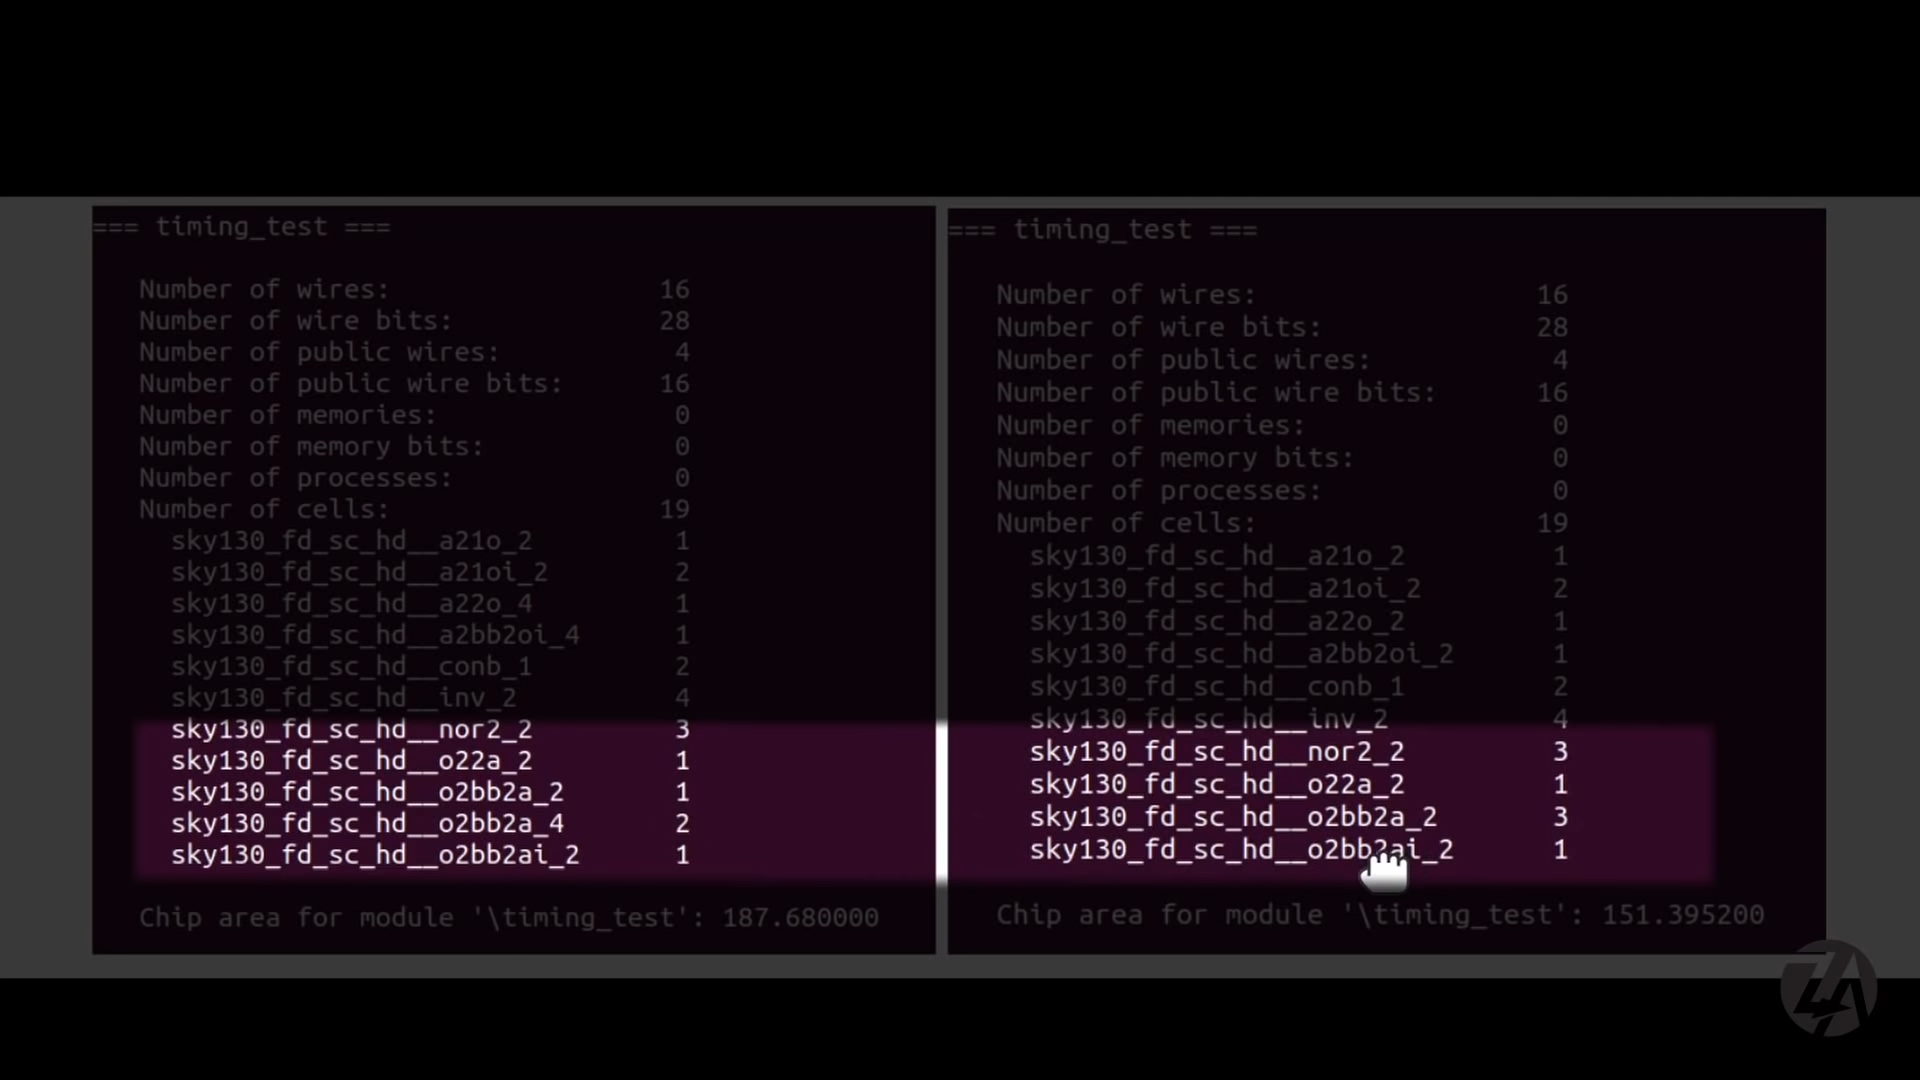 === timing_test ===
Number of wires: 16
Number of wire bits: 28
Number of public wires: 4
Number of public wire bits: 16
Number of memories: 0
Number of memory bits: 0
Number of processes: 0
Number of cells: 19
sky130_fd_sc_hd__a21o_2 1
sky130_fd_sc_hd__a21oi_2 2
sky130_fd_sc_hd__a22o_4 1
sky130_fd_sc_hd__a2bb2oi_4 1
sky130_fd_sc_hd__conb_1 2
sky130_fd_sc_hd__inv_2 4
sky130_fd_sc_hd__nor2_2 3
sky130_fd_sc_hd__o22a_2 1
sky130_fd_sc_hd__o2bb2a_2 1
sky130_fd_sc_hd__o2bb2a_4 2
sky130_fd_sc_hd__o2bb2ai_2 1
Chip area for module '\timing_test': 187.680000
=== timing_test ===
Number of wires: 16
Number of wire bits: 28
Number of public wires: 4
Number of public wire bits: 16
Number of memories: 0
Number of memory bits: 0
Number of processes: 0
Number of cells: 19
sky130_fd_sc_hd__a21o_2 1
sky130_fd_sc_hd__a21oi_2 2
sky130_fd_sc_hd__a22o_2 1
sky130_fd_sc_hd__a2bb2oi_2 1
sky130_fd_sc_hd__conb_1 2
sky130_fd_sc_hd__inv_2 4
sky130_fd_sc_hd__nor2_2 3
sky130_fd_sc_hd__o22a_2 1
sky130_fd_sc_hd__o2bb2a_2 3
sky130_fd_sc_hd__o2bb2ai_2 1
Chip area for module '\timing_test': 151.395200
ZA